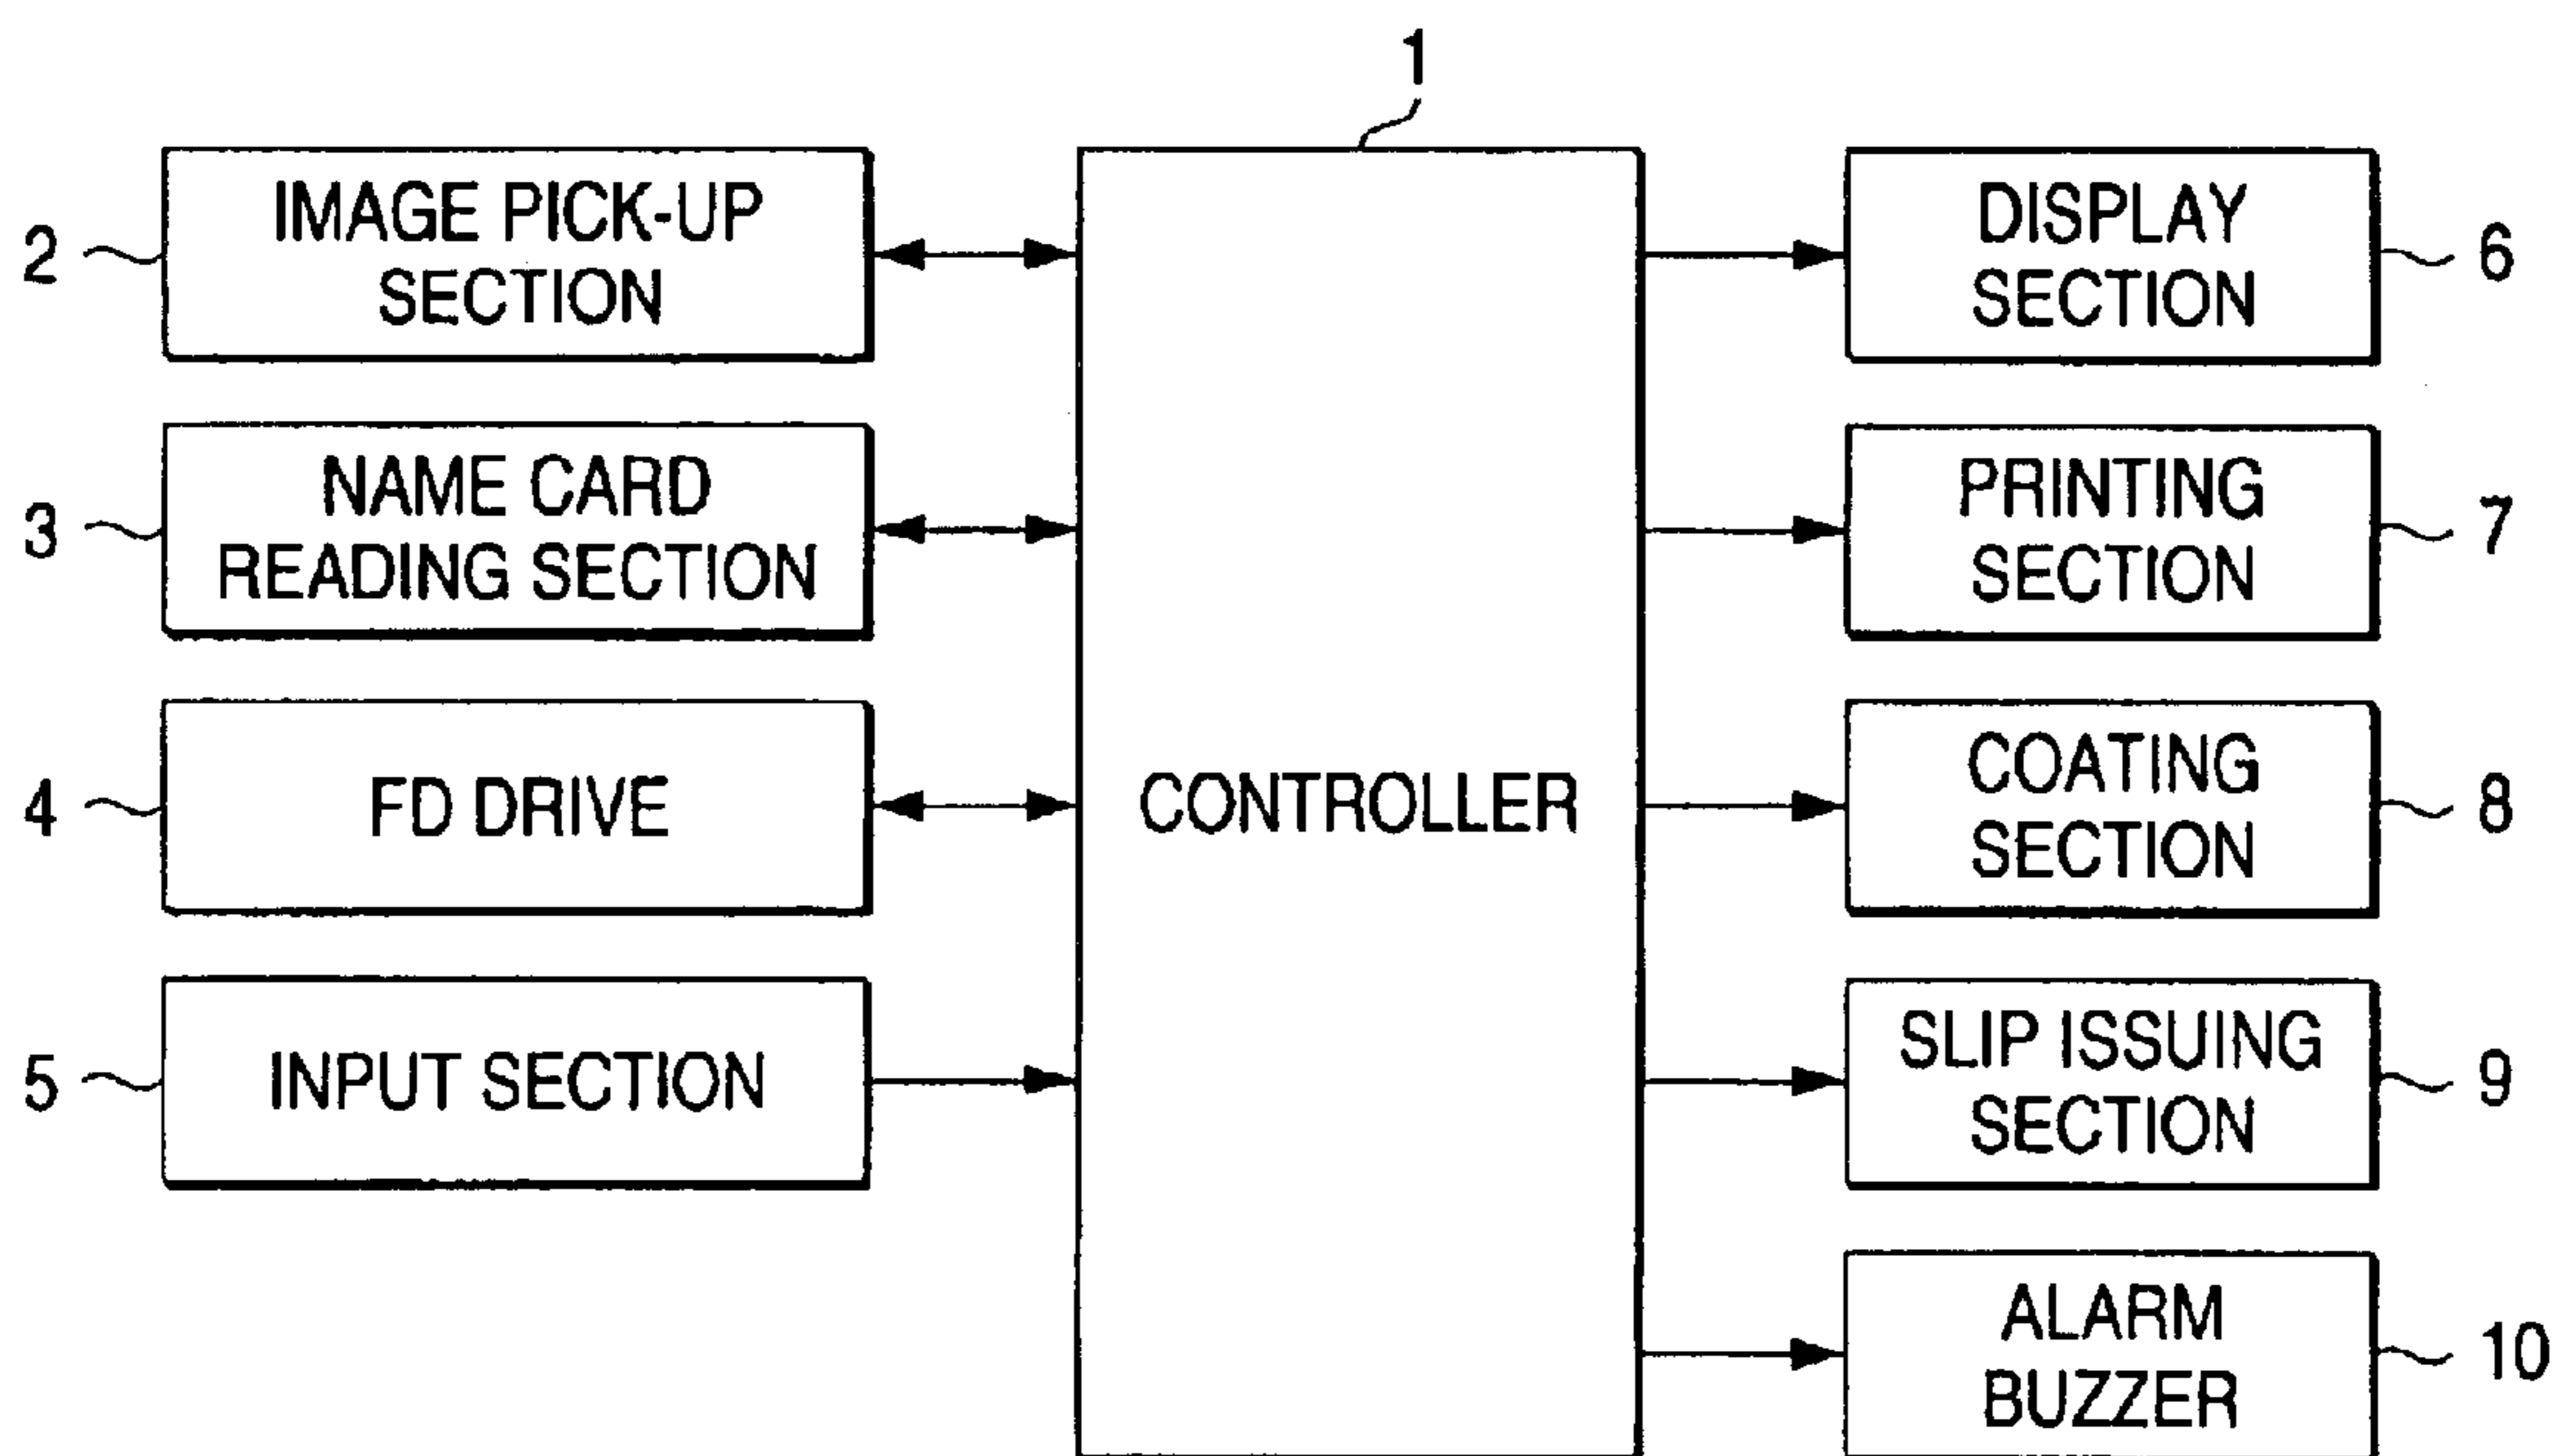 1
2
IMAGE PICK-UP
SECTION
3
NAME CARD
READING SECTION
4
FD DRIVE
5
INPUT SECTION
CONTROLLER
DISPLAY
SECTION
6
PRINTING
SECTION
7
COATING
SECTION
8
SLIP ISSUING
SECTION
9
ALARM
BUZZER
10